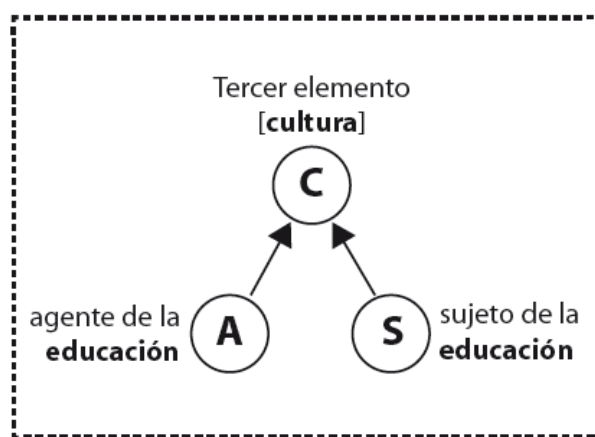 Tercer elemento
[cultura]
C
agente de la
educación
A
S
sujeto de la
educación